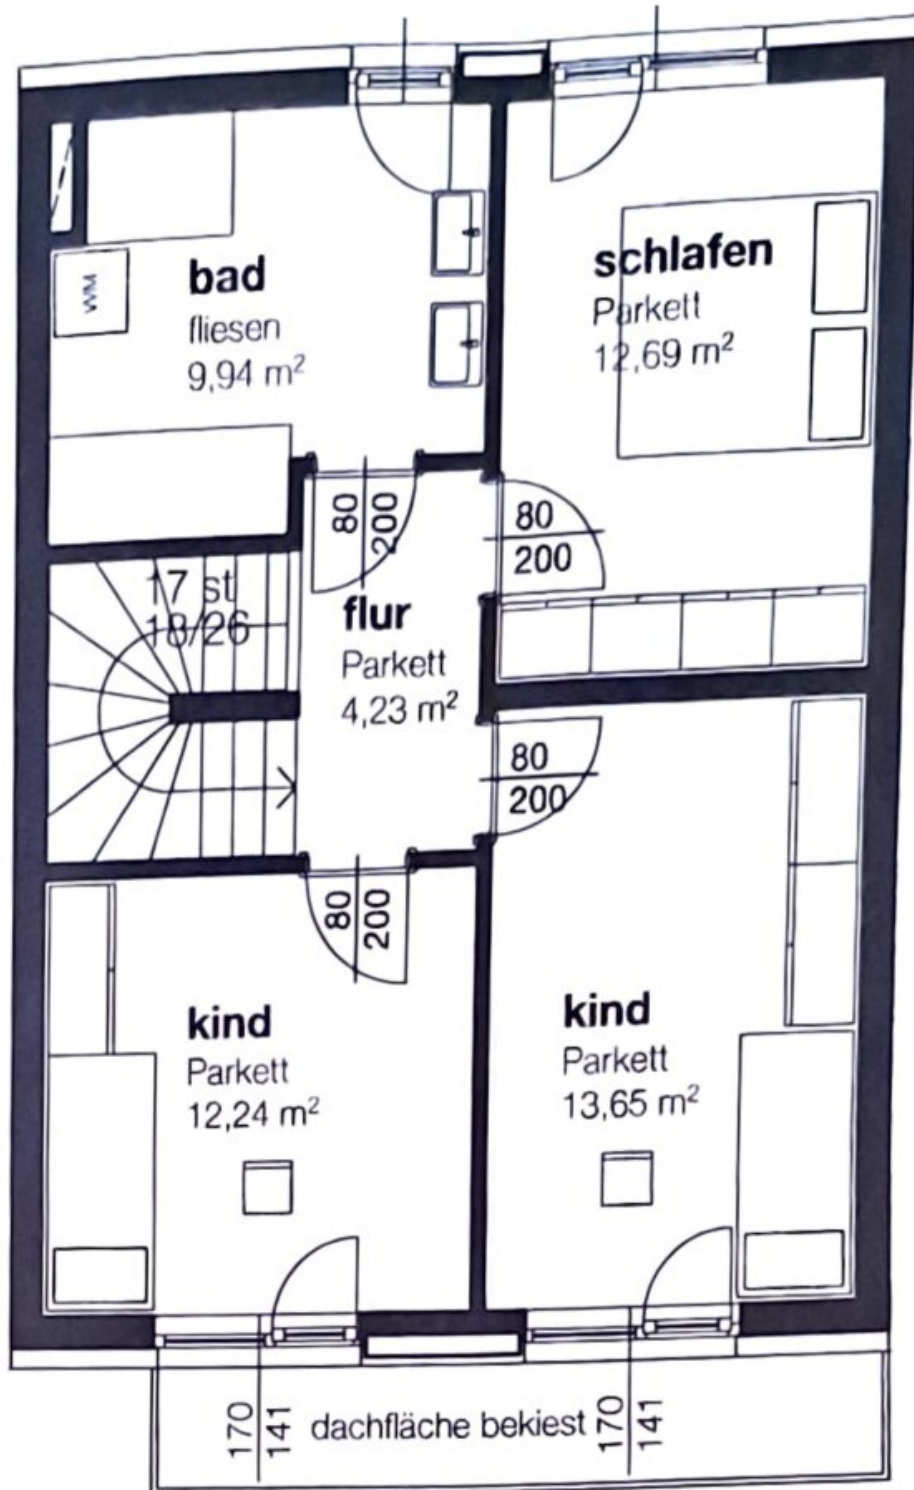 WM
bad
fliesen
9,94 m²
schlafen
Parkett
12,69 m²
80
200
80
200
17 st
18/26
flur
Parkett
4,23 m²
80
200
80
200
kind
Parkett
12,24 m²
kind
Parkett
13,65 m²
170
141
dachfläche bekiest
170
141